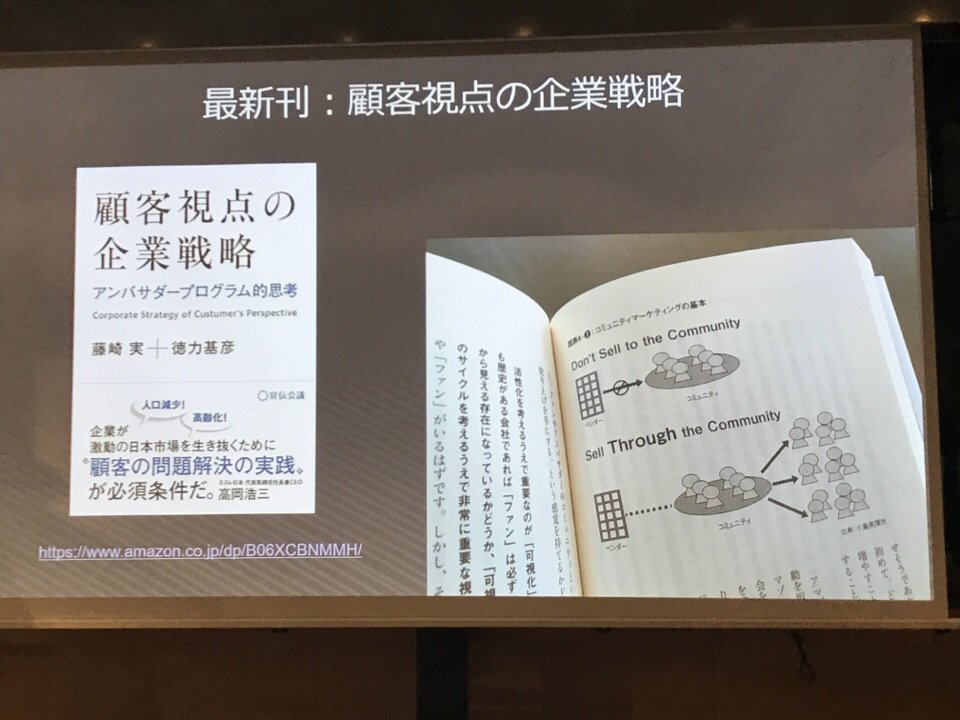 最新刊：顧客視点の企業戦略
顧客視点の
企業戦略
アンバサダープログラム的思考
Corporate Strategy of Custumer's Perspective
藤崎 実＋徳力基彦
宣伝会議
人口減少！
高齢化！
企業が
激動の日本市場を生き抜くために
"顧客の問題解決の実践"
が必須条件だ。ネスレ日本 代表取締役社長兼CEO 高岡浩三
https://www.amazon.co.jp/dp/B06XCBNMMH/
図表4-❶：コミュニティマーケティングの基本
Don't Sell to the Community
ベンダー
コミュニティ
Sell Through the Community
ベンダー
コミュニティ
出典：小島英揮氏
活性化を考えるうえで重要なのが「可視化」
も歴史がある会社であれば「ファン」は必ず
から見える存在になっているかどうか、「可視
のサイクルを考えるうえで非常に重要な視
や「ファン」がいるはずです。しかし、そ
せそうであ
初めて、ど
増やすこ
すること